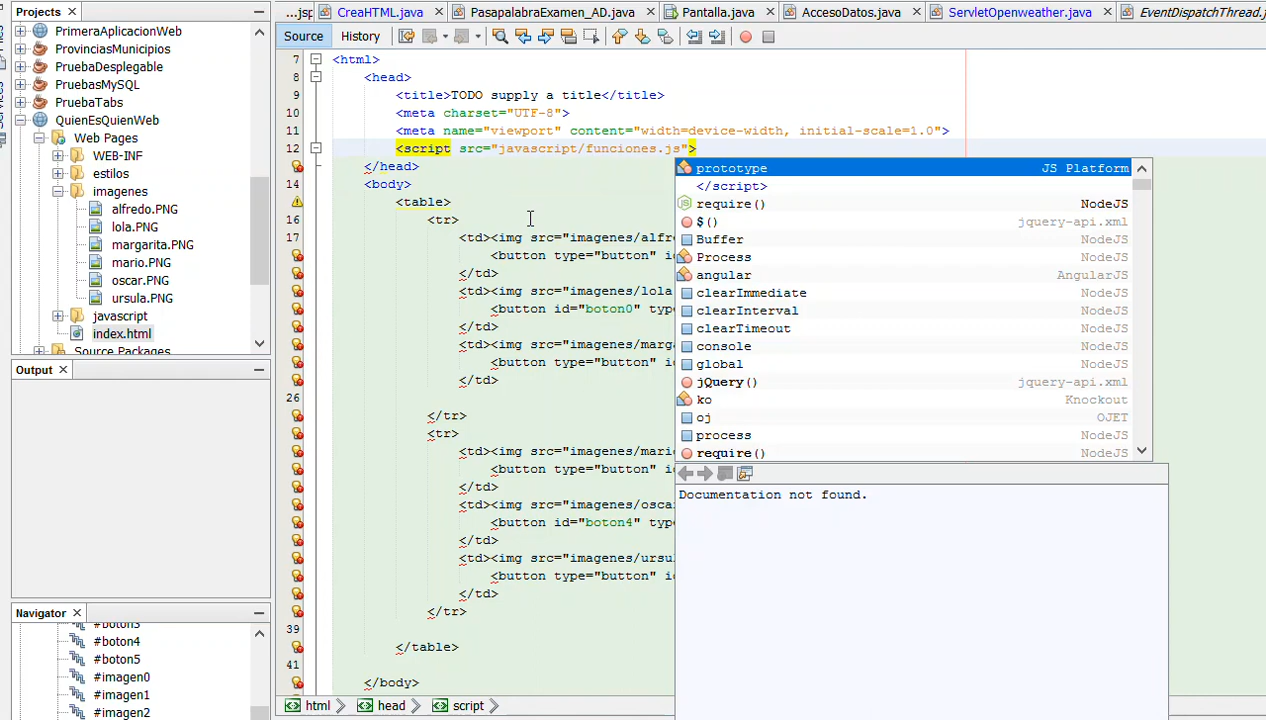 Projects
...jsp
CreaHTML.java
PasapalabraExamen_AD.java
Pantalla.java
AccesoDatos.java
ServletOpenweather.java
EventDispatchThread.j
Source
History
PrimeraAplicacionWeb
ProvinciasMunicipios
PruebaDesplegable
PruebasMySQL
PruebaTabs
QuienEsQuienWeb
Web Pages
WEB-INF
estilos
imagenes
alfredo.PNG
lola.PNG
margarita.PNG
mario.PNG
oscar.PNG
ursula.PNG
javascript
index.html
Source Packages
Output
Navigator
#boton3
#boton4
#boton5
#imagen0
#imagen1
#imagen2
7 <html>
8 <head>
9 <title>TODO supply a title</title>
10 <meta charset="UTF-8">
11 <meta name="viewport" content="width=device-width, initial-scale=1.0">
12 <script src="javascript/funciones.js">
</head>
14 <body>
<table>
16 <tr>
17 <td><img src="imagenes/alfre
<button type="button" i
</td>
<td><img src="imagenes/lola
<button id="boton0" typ
</td>
<td><img src="imagenes/marg
<button type="button" i
</td>
26
</tr>
<tr>
<td><img src="imagenes/mari
<button type="button" i
</td>
<td><img src="imagenes/osca
<button id="boton4" typ
</td>
<td><img src="imagenes/ursu
<button type="button" i
</td>
</tr>
39
</table>
41
</body>
prototype JS Platform
</script>
require() NodeJS
$() jquery-api.xml
Buffer NodeJS
Process NodeJS
angular AngularJS
clearImmediate NodeJS
clearInterval NodeJS
clearTimeout NodeJS
console NodeJS
global NodeJS
jQuery() jquery-api.xml
ko Knockout
oj OJET
process NodeJS
require() NodeJS
Documentation not found.
html
head
script